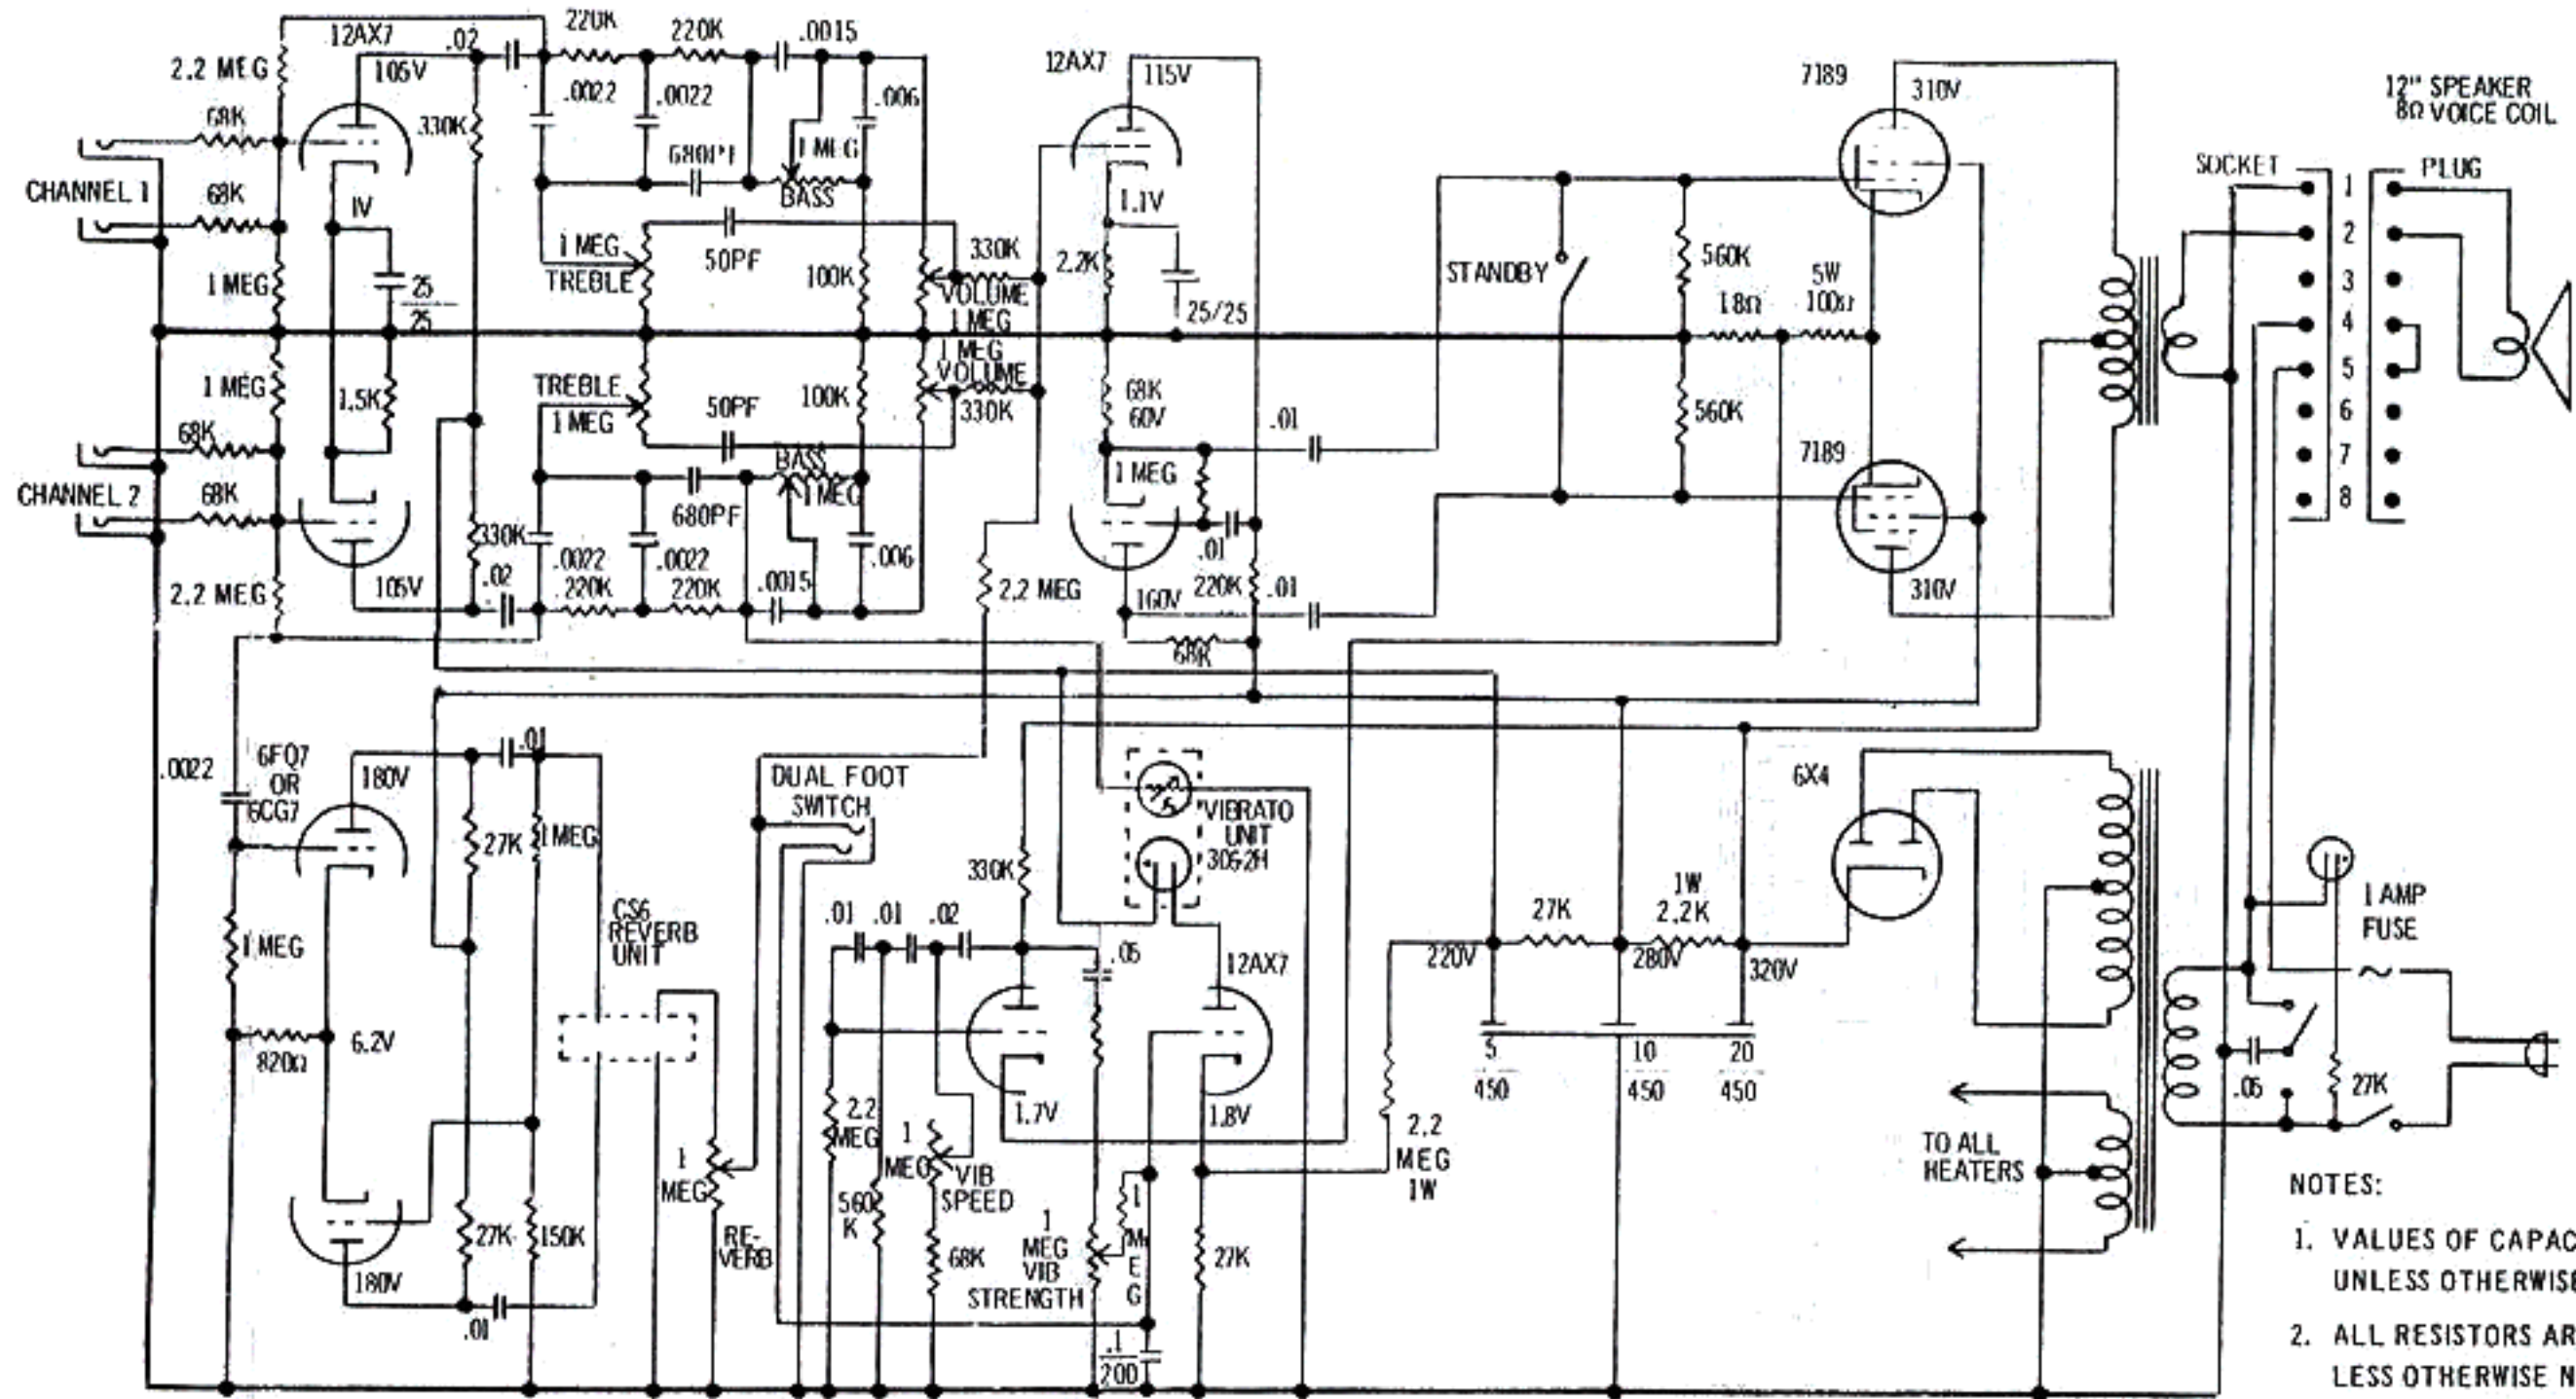 12AX7
.02
220K
220K
.0015
2.2 MEG
105V
68K
330K
.0022
.0022
.006
680PF
1 MEG
BASS
CHANNEL 1
68K
1V
1 MEG
TREBLE
50PF
1 MEG
25
25
100K
330K
VOLUME
1 MEG
12AX7
115V
1.1V
2.2K
25/25
STANDBY
560K
18Ω
5W
100Ω
7189
310V
12" SPEAKER
8Ω VOICE COIL
SOCKET
PLUG
1
2
3
4
5
6
7
8
1 MEG
1.5K
TREBLE
1 MEG
50PF
100K
1 MEG
VOLUME
330K
68K
60V
.01
560K
7189
310V
68K
CHANNEL 2
68K
BASS
1 MEG
680PF
330K
.0022
.0022
.006
.02
220K
220K
.0015
105V
2.2 MEG
2.2 MEG
1 MEG
.01
160V
220K
.01
68K
.0022
6FQ7
OR
6CG7
180V
.01
27K
1 MEG
1 MEG
CS6
REVERB
UNIT
820Ω
6.2V
27K
150K
180V
.01
1
MEG
RE-
VERB
DUAL FOOT
SWITCH
330K
VIBRATO
UNIT
3062H
.01
.01
.02
.05
12AX7
1.7V
1.8V
2.2
MEG
560
K
1
MEG
VIB
SPEED
68K
1
MEG
VIB
STRENGTH
1
M
E
G
27K
.1
200
2.2
MEG
1W
220V
27K
280V
1W
2.2K
320V
5
450
10
450
20
450
6X4
TO ALL
HEATERS
1 AMP
FUSE
.05
27K
NOTES:
1. VALUES OF CAPAC
UNLESS OTHERWISE
2. ALL RESISTORS AR
LESS OTHERWISE